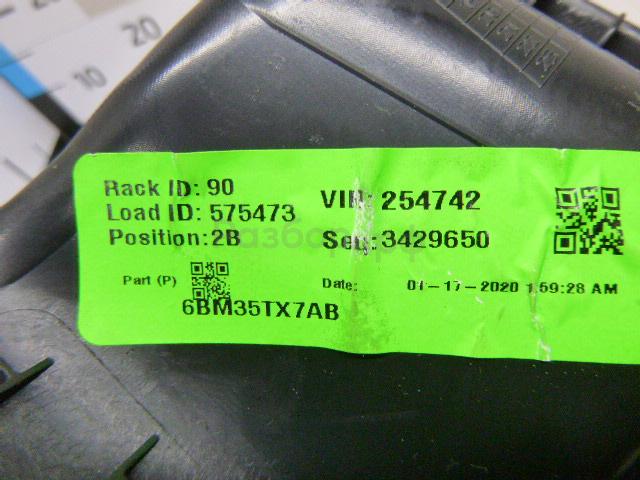 20
10
Rack ID: 90
Load ID: 575473
Position: 2B
VIN: 254742
Seq: 3429650
Part (P)
6BM35TX7AB
Date: 01-17-2020 1:59:28 AM